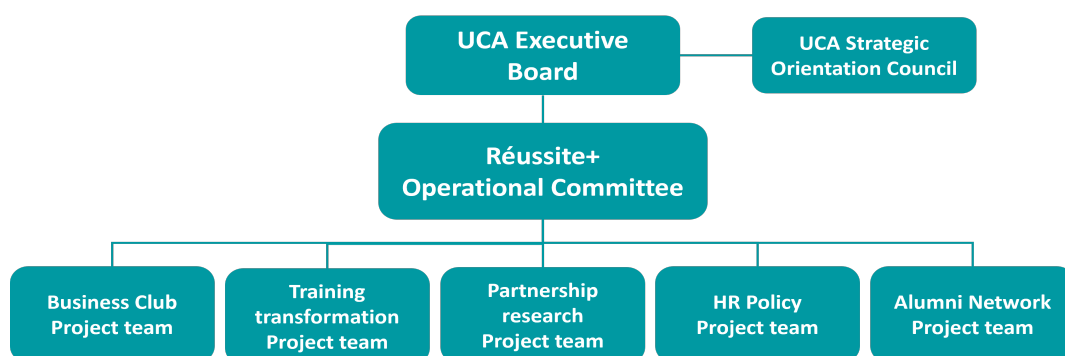 UCA Executive
Board
UCA Strategic
Orientation Council
Réussite+
Operational Committee
Business Club
Project team
Training
transformation
Project team
Partnership
research
Project team
HR Policy
Project team
Alumni Network
Project team